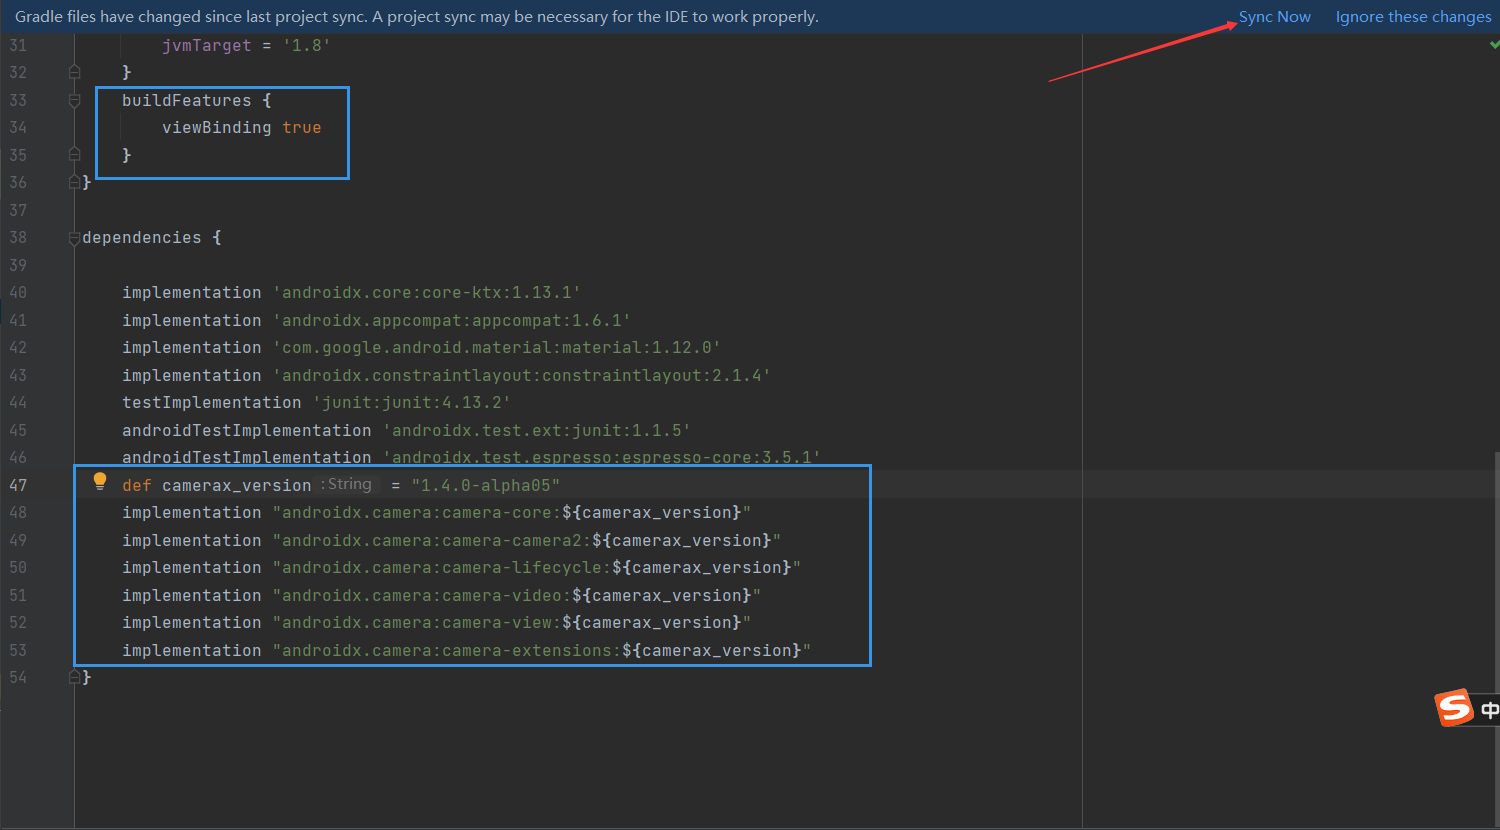 Gradle files have changed since last project sync. A project sync may be necessary for the IDE to work properly. Sync Now Ignore these changes
31 jvmTarget = '1.8'
32 }
33 buildFeatures {
34 viewBinding true
35 }
36 }
37
38 dependencies {
39
40 implementation 'androidx.core:core-ktx:1.13.1'
41 implementation 'androidx.appcompat:appcompat:1.6.1'
42 implementation 'com.google.android.material:material:1.12.0'
43 implementation 'androidx.constraintlayout:constraintlayout:2.1.4'
44 testImplementation 'junit:junit:4.13.2'
45 androidTestImplementation 'androidx.test.ext:junit:1.1.5'
46 androidTestImplementation 'androidx.test.espresso:espresso-core:3.5.1'
47 def camerax_version : String = "1.4.0-alpha05"
48 implementation "androidx.camera:camera-core:${camerax_version}"
49 implementation "androidx.camera:camera-camera2:${camerax_version}"
50 implementation "androidx.camera:camera-lifecycle:${camerax_version}"
51 implementation "androidx.camera:camera-video:${camerax_version}"
52 implementation "androidx.camera:camera-view:${camerax_version}"
53 implementation "androidx.camera:camera-extensions:${camerax_version}"
54 }
S 中